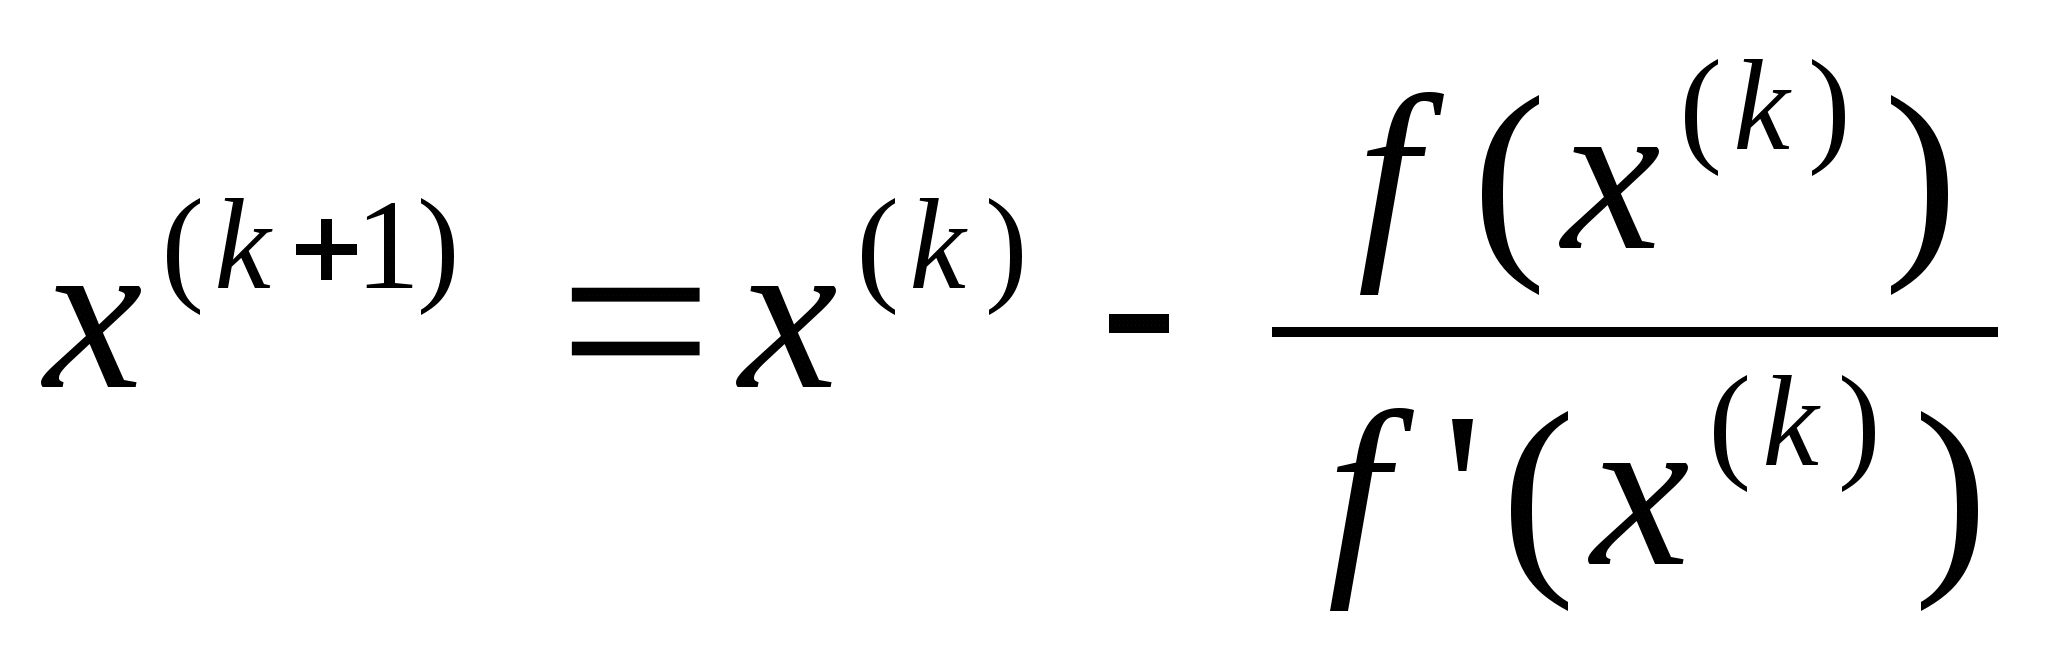 x^(k+1) = x^(k) - f(x^(k)) / f'(x^(k))